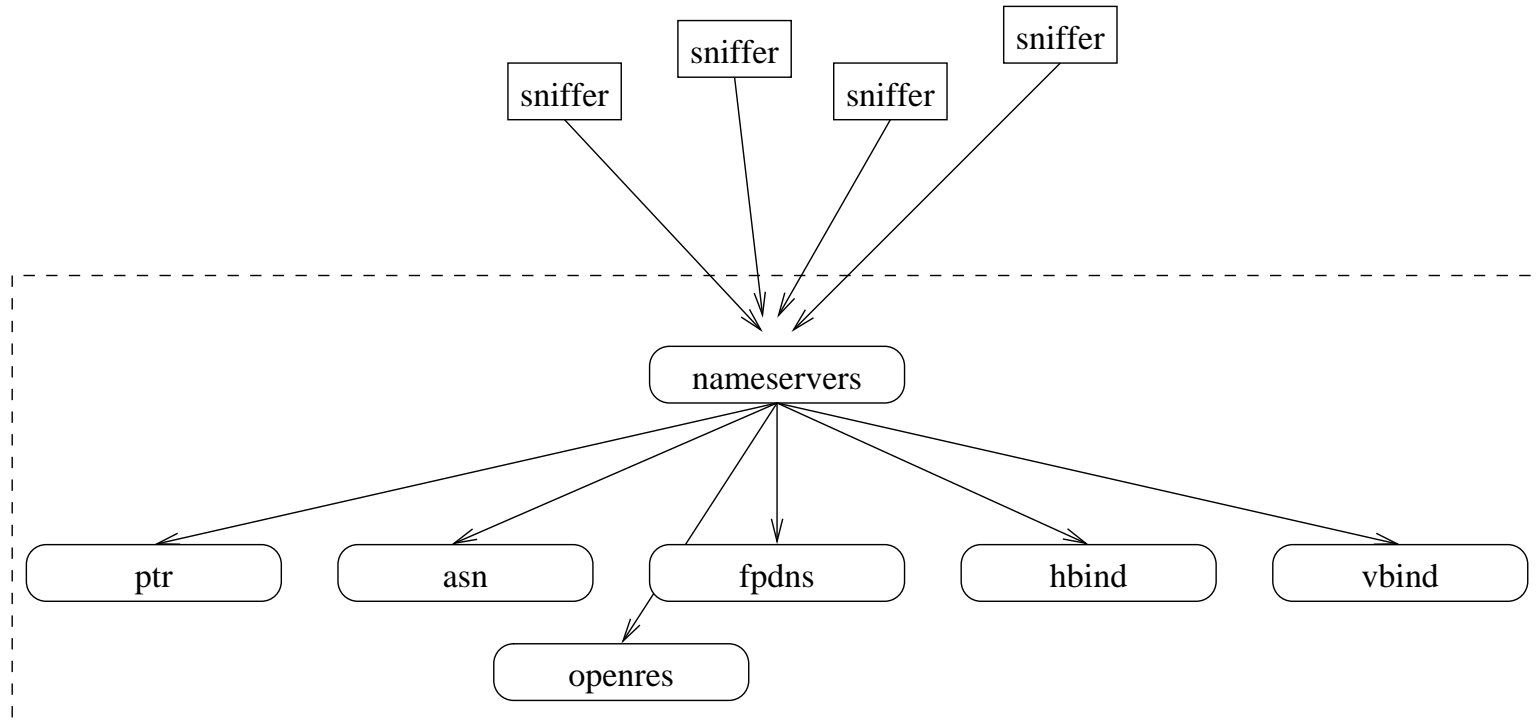 sniffer
sniffer
sniffer
sniffer
nameservers
ptr
asn
fpdns
hbind
vbind
openres